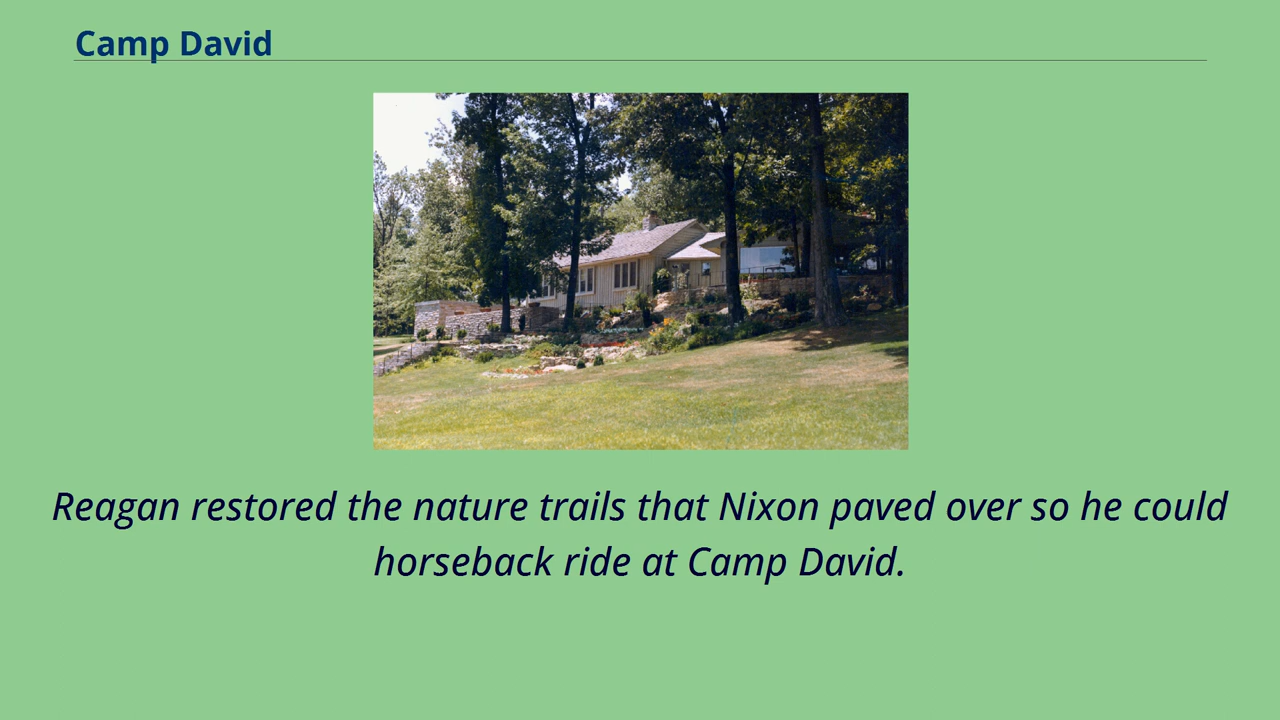 Camp David
Reagan restored the nature trails that Nixon paved over so he could
horseback ride at Camp David.